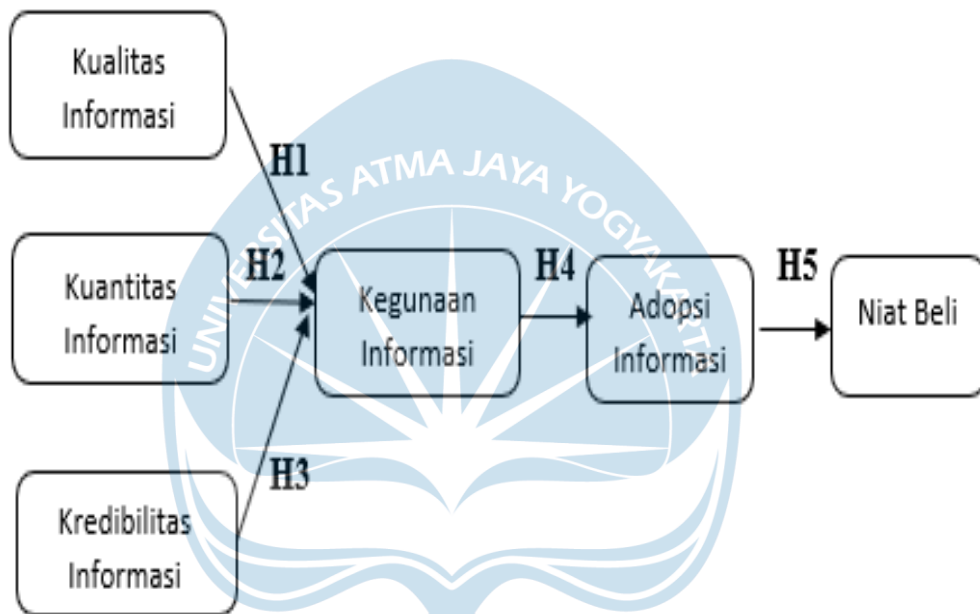 Kualitas
Informasi
H1
UNIVERSITAS ATMA JAYA YOGYAKARTA
Kuantitas
Informasi
H2
Kegunaan
Informasi
H4
Adopsi
Informasi
H5
Niat Beli
H3
Kredibilitas
Informasi